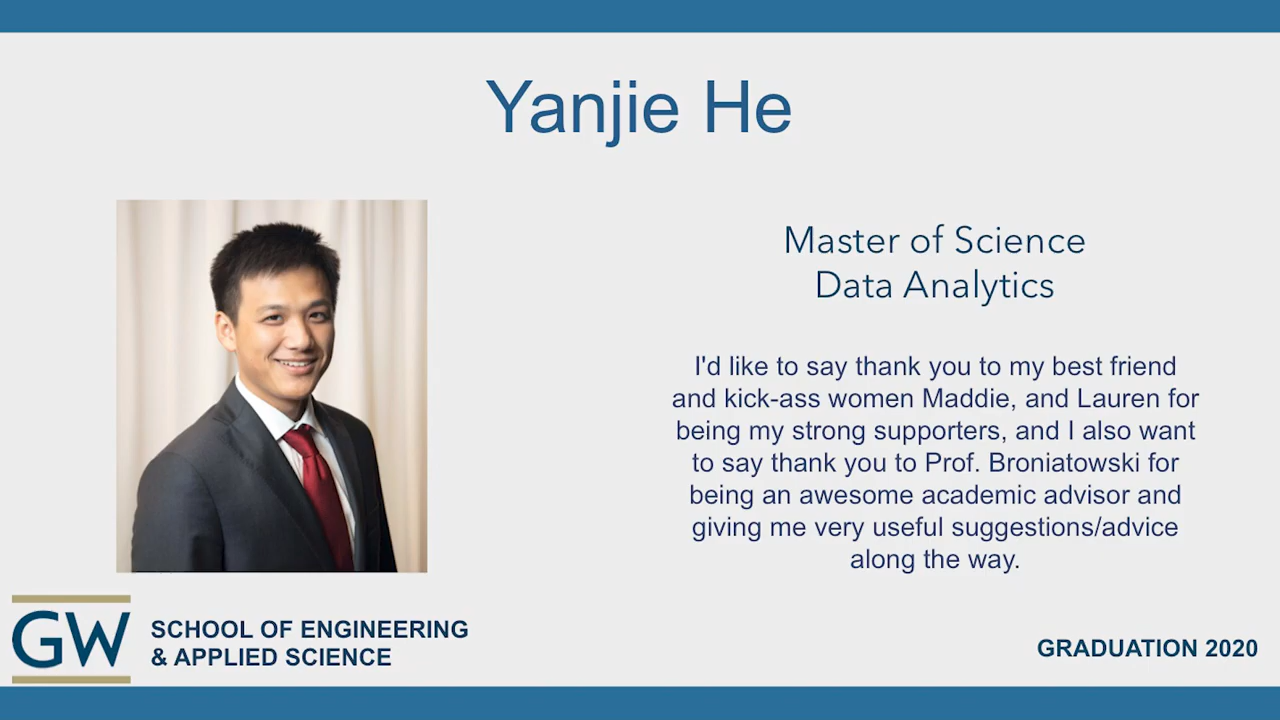 Yanjie He
Master of Science
Data Analytics
I'd like to say thank you to my best friend
and kick-ass women Maddie, and Lauren for
being my strong supporters, and I also want
to say thank you to Prof. Broniatowski for
being an awesome academic advisor and
giving me very useful suggestions/advice
along the way.
GW
SCHOOL OF ENGINEERING
& APPLIED SCIENCE
GRADUATION 2020